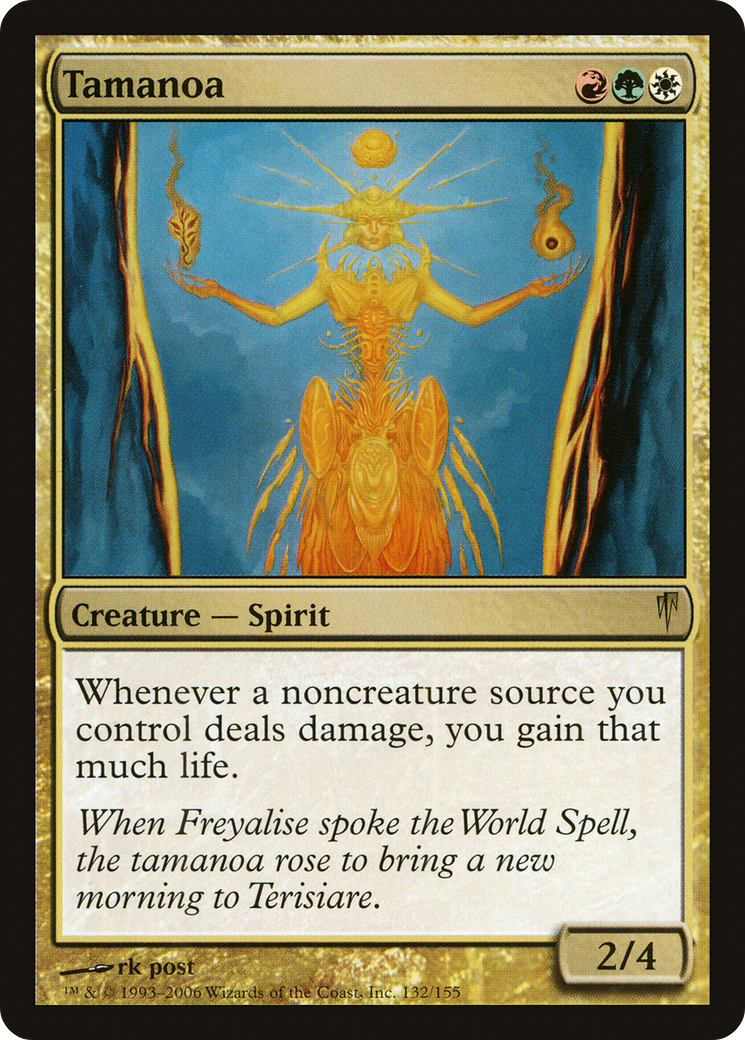 Tamanoa
Creature — Spirit
Whenever a noncreature source you
control deals damage, you gain that
much life.
When Freyalise spoke the World Spell,
the tamanoa rose to bring a new
morning to Terisiare.
2/4
rk post
™ & © 1993–2006 Wizards of the Coast, Inc. 132/155